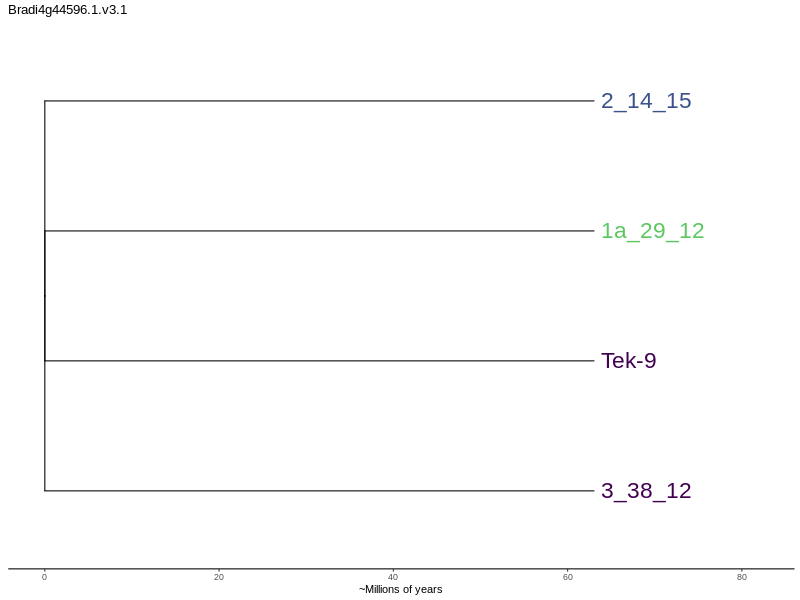 Bradi4g44596.1.v3.1
2_14_15
1a_29_12
Tek-9
3_38_12
0 20 40 60 80
~Millions of years